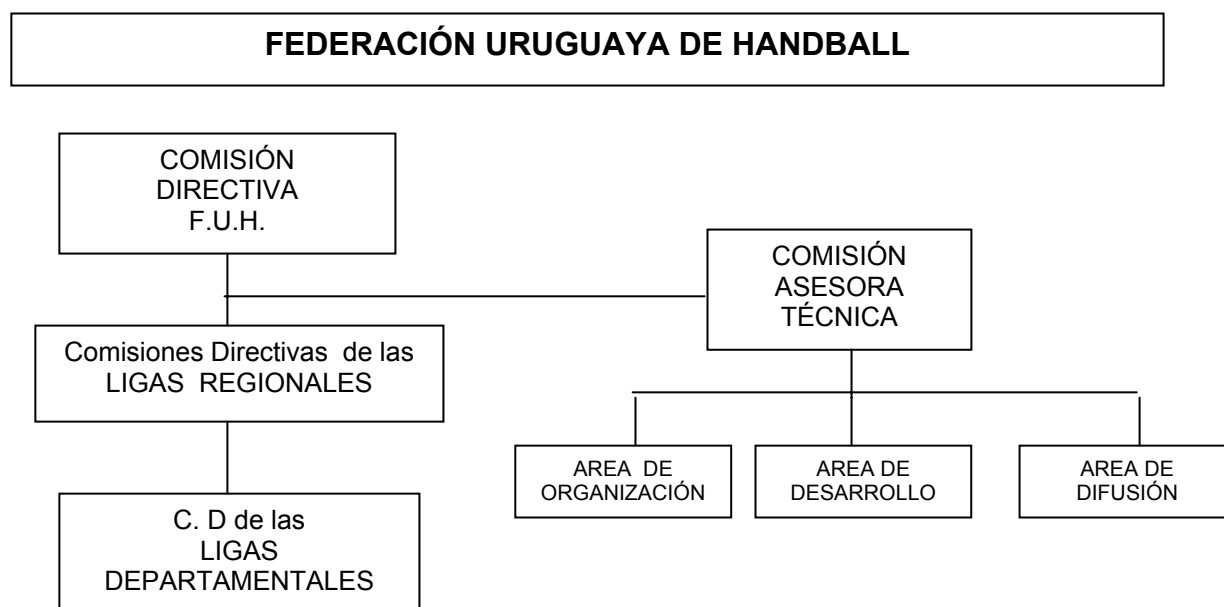 FEDERACIÓN URUGUAYA DE HANDBALL
COMISIÓN
DIRECTIVA
F.U.H.
COMISIÓN
ASESORA
TÉCNICA
Comisiones Directivas de las
LIGAS REGIONALES
AREA DE
ORGANIZACIÓN
AREA DE
DESARROLLO
AREA DE
DIFUSIÓN
C. D de las
LIGAS
DEPARTAMENTALES